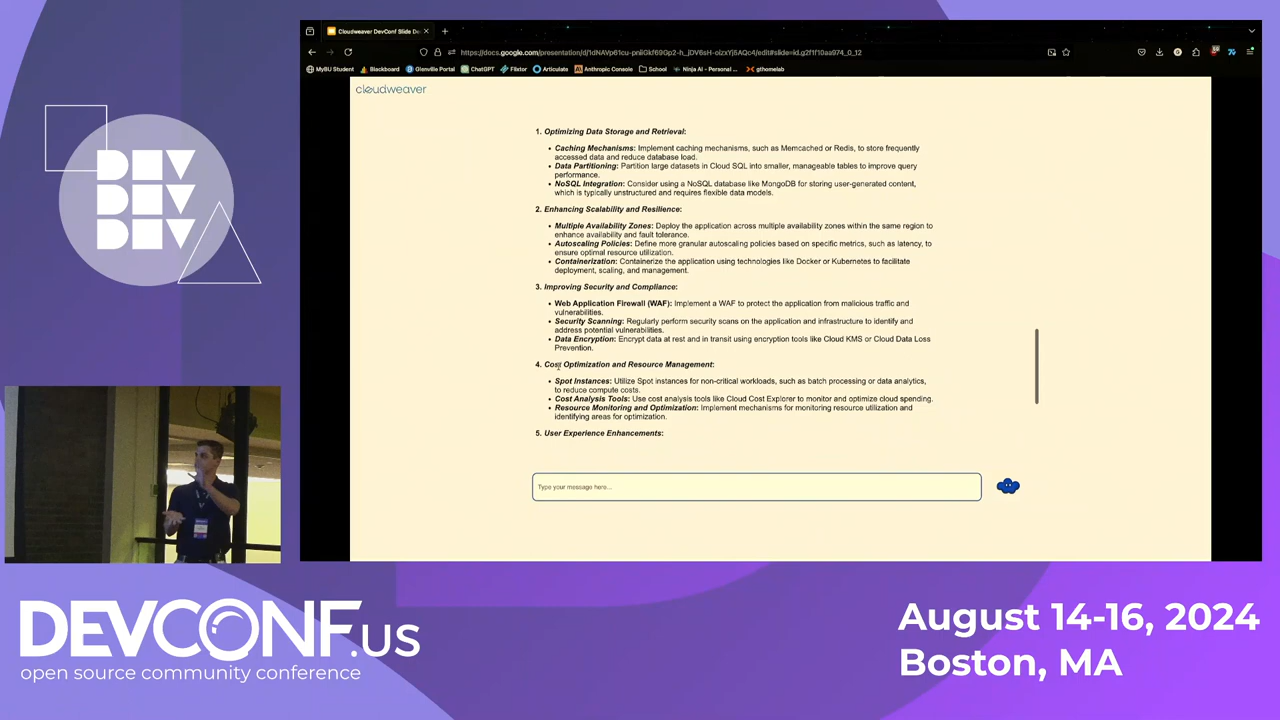 Cloudweaver DevConf Slide De
https://docs.google.com/presentation/d/
MyBU Student
Blackboard
Glenville Portal
ChatGPT
Flixtor
Articulate
Anthropic Console
School
Ninja AI - Personal ...
gthomelab
cloudweaver
1. Optimizing Data Storage and Retrieval:
• Caching Mechanisms: Implement caching mechanisms, such as Memcached or Redis, to store frequently
accessed data and reduce database load.
• Data Partitioning: Partition large datasets in Cloud SQL into smaller, manageable tables to improve query
performance.
• NoSQL Integration: Consider using a NoSQL database like MongoDB for storing user-generated content,
which is typically unstructured and requires flexible data models.
2. Enhancing Scalability and Resilience:
• Multiple Availability Zones: Deploy the application across multiple availability zones within the same region to
enhance availability and fault tolerance.
• Autoscaling Policies: Define more granular autoscaling policies based on specific metrics, such as latency, to
ensure optimal resource utilization.
• Containerization: Containerize the application using technologies like Docker or Kubernetes to facilitate
deployment, scaling, and management.
3. Improving Security and Compliance:
• Web Application Firewall (WAF): Implement a WAF to protect the application from malicious traffic and
vulnerabilities.
• Security Scanning: Regularly perform security scans on the application and infrastructure to identify and
address potential vulnerabilities.
• Data Encryption: Encrypt data at rest and in transit using encryption tools like Cloud KMS or Cloud Data Loss
Prevention.
4. Cost Optimization and Resource Management:
• Spot Instances: Utilize Spot instances for non-critical workloads, such as batch processing or data analytics,
to reduce compute costs.
• Cost Analysis Tools: Use cost analysis tools like Cloud Cost Explorer to monitor and optimize cloud spending.
• Resource Monitoring and Optimization: Implement mechanisms for monitoring resource utilization and
identifying areas for optimization.
5. User Experience Enhancements:
Type your message here...
DEV
DEV
DEV
DEVCONF.us
open source community conference
August 14-16, 2024
Boston, MA